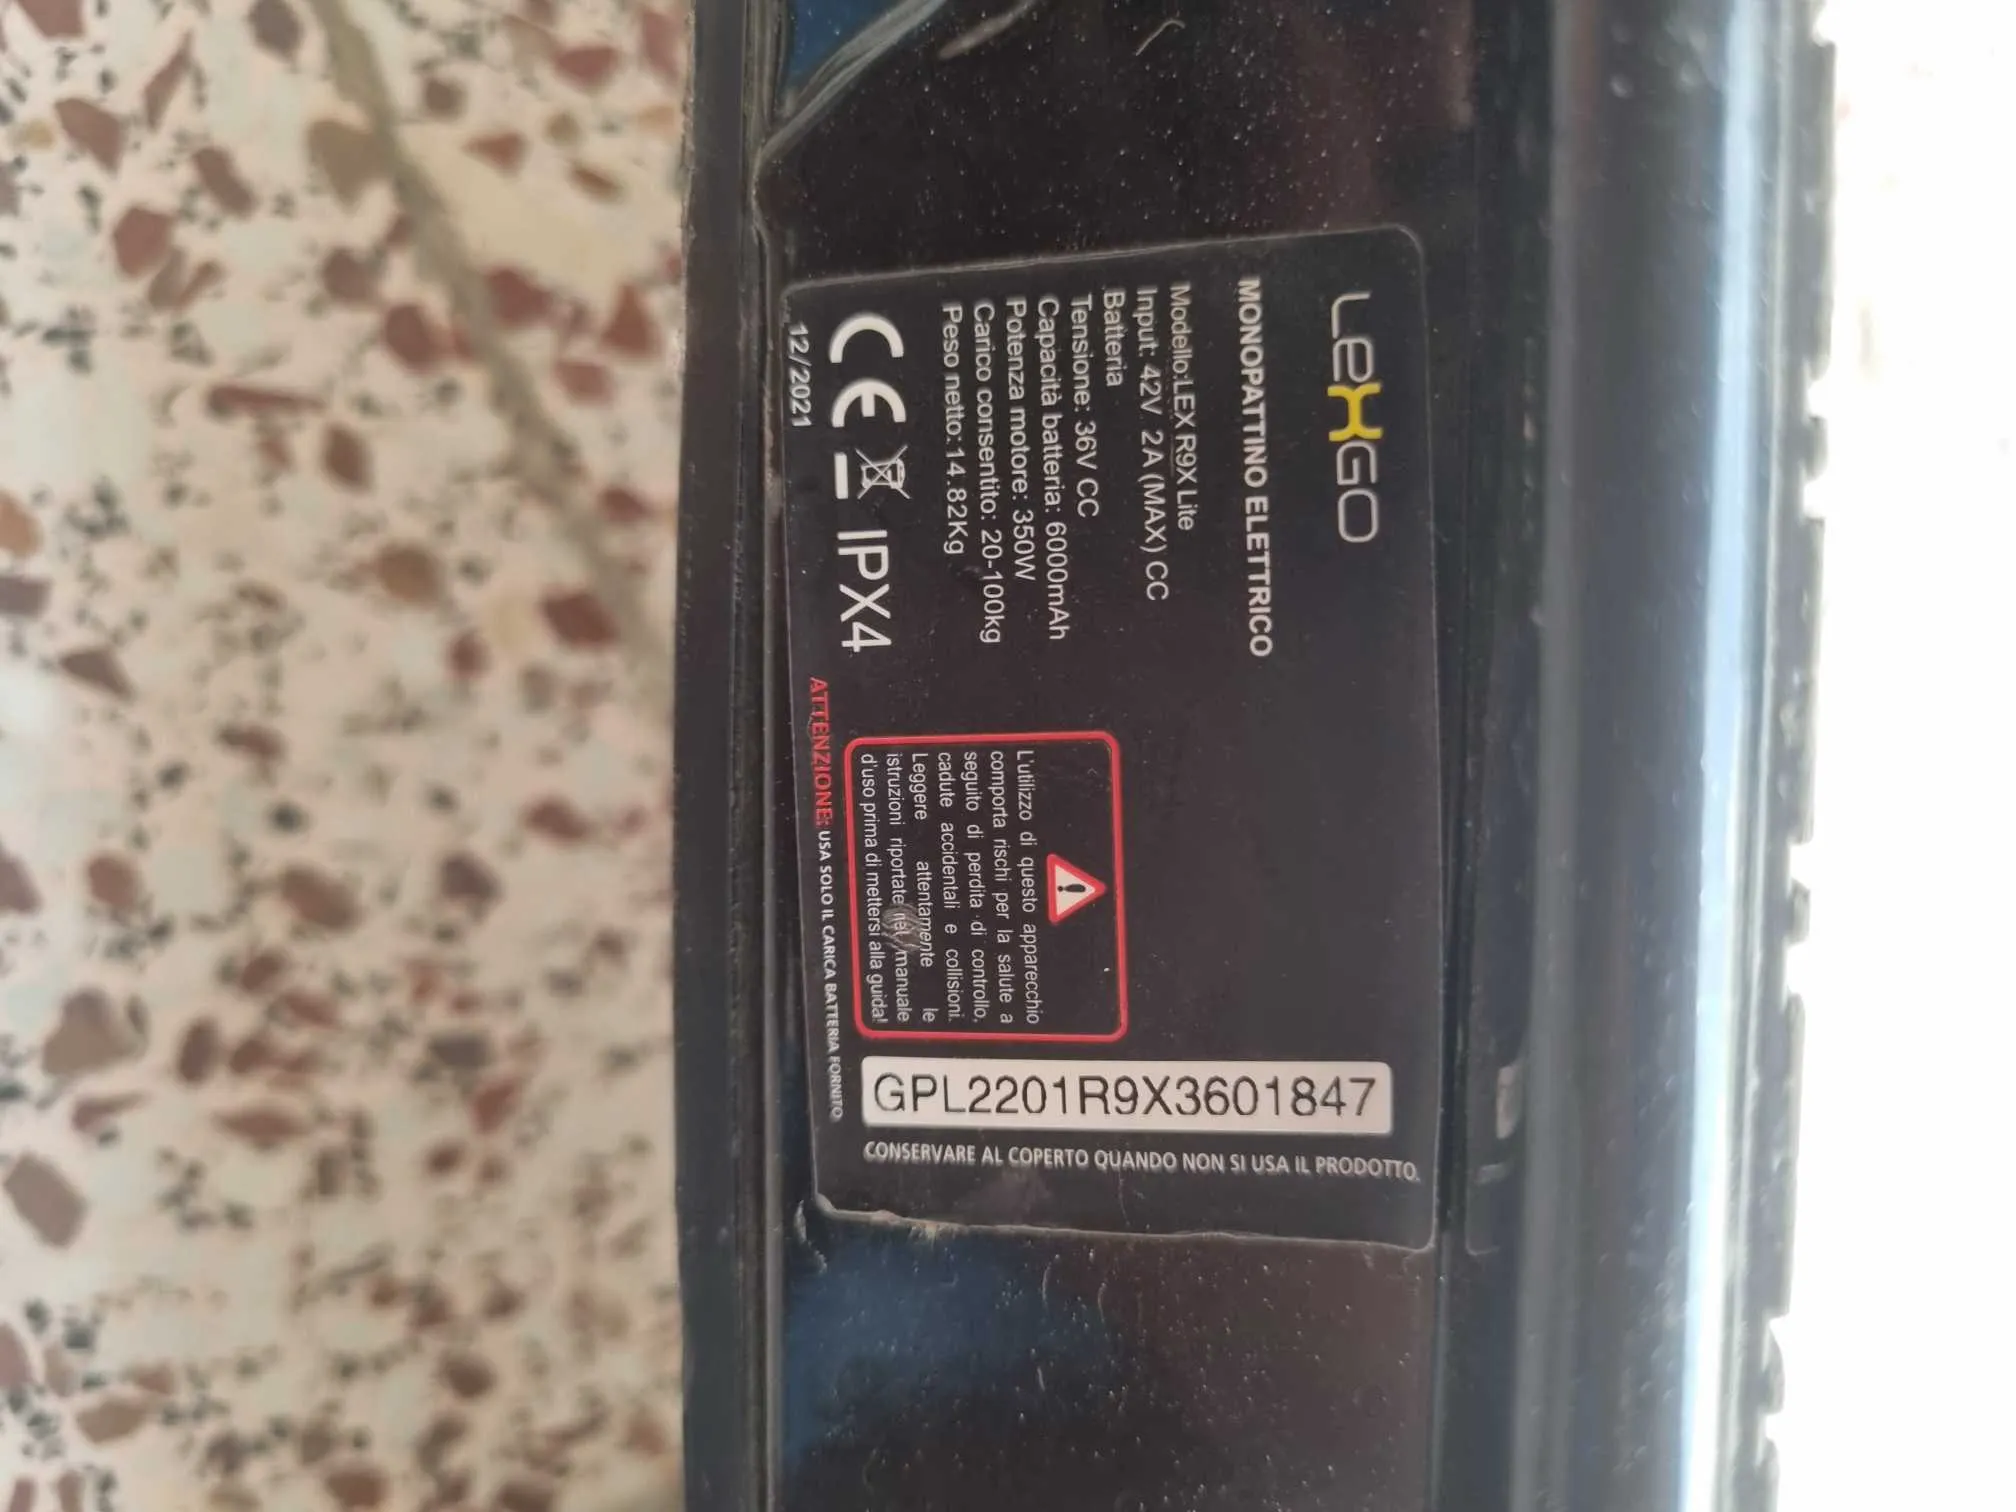 LEXGO
MONOPATTINO ELETTRICO
Modello:LEX R9X Lite
Input: 42V 2A (MAX) CC
Batteria
Tensione: 36V CC
Capacità batteria: 6000mAh
Potenza motore: 350W
Carico consentito: 20-100kg
Peso netto:14.82Kg
CE IPX4
12/2021
L'utilizzo di questo apparecchio
comporta rischi per la salute a
seguito di perdita di controllo,
cadute accidentali e collisioni.
Leggere attentamente le
istruzioni riportate nel manuale
d'uso prima di mettersi alla guida!
ATTENZIONE: USA SOLO IL CARICA BATTERIA FORNITO.
GPL2201R9X3601847
CONSERVARE AL COPERTO QUANDO NON SI USA IL PRODOTTO.